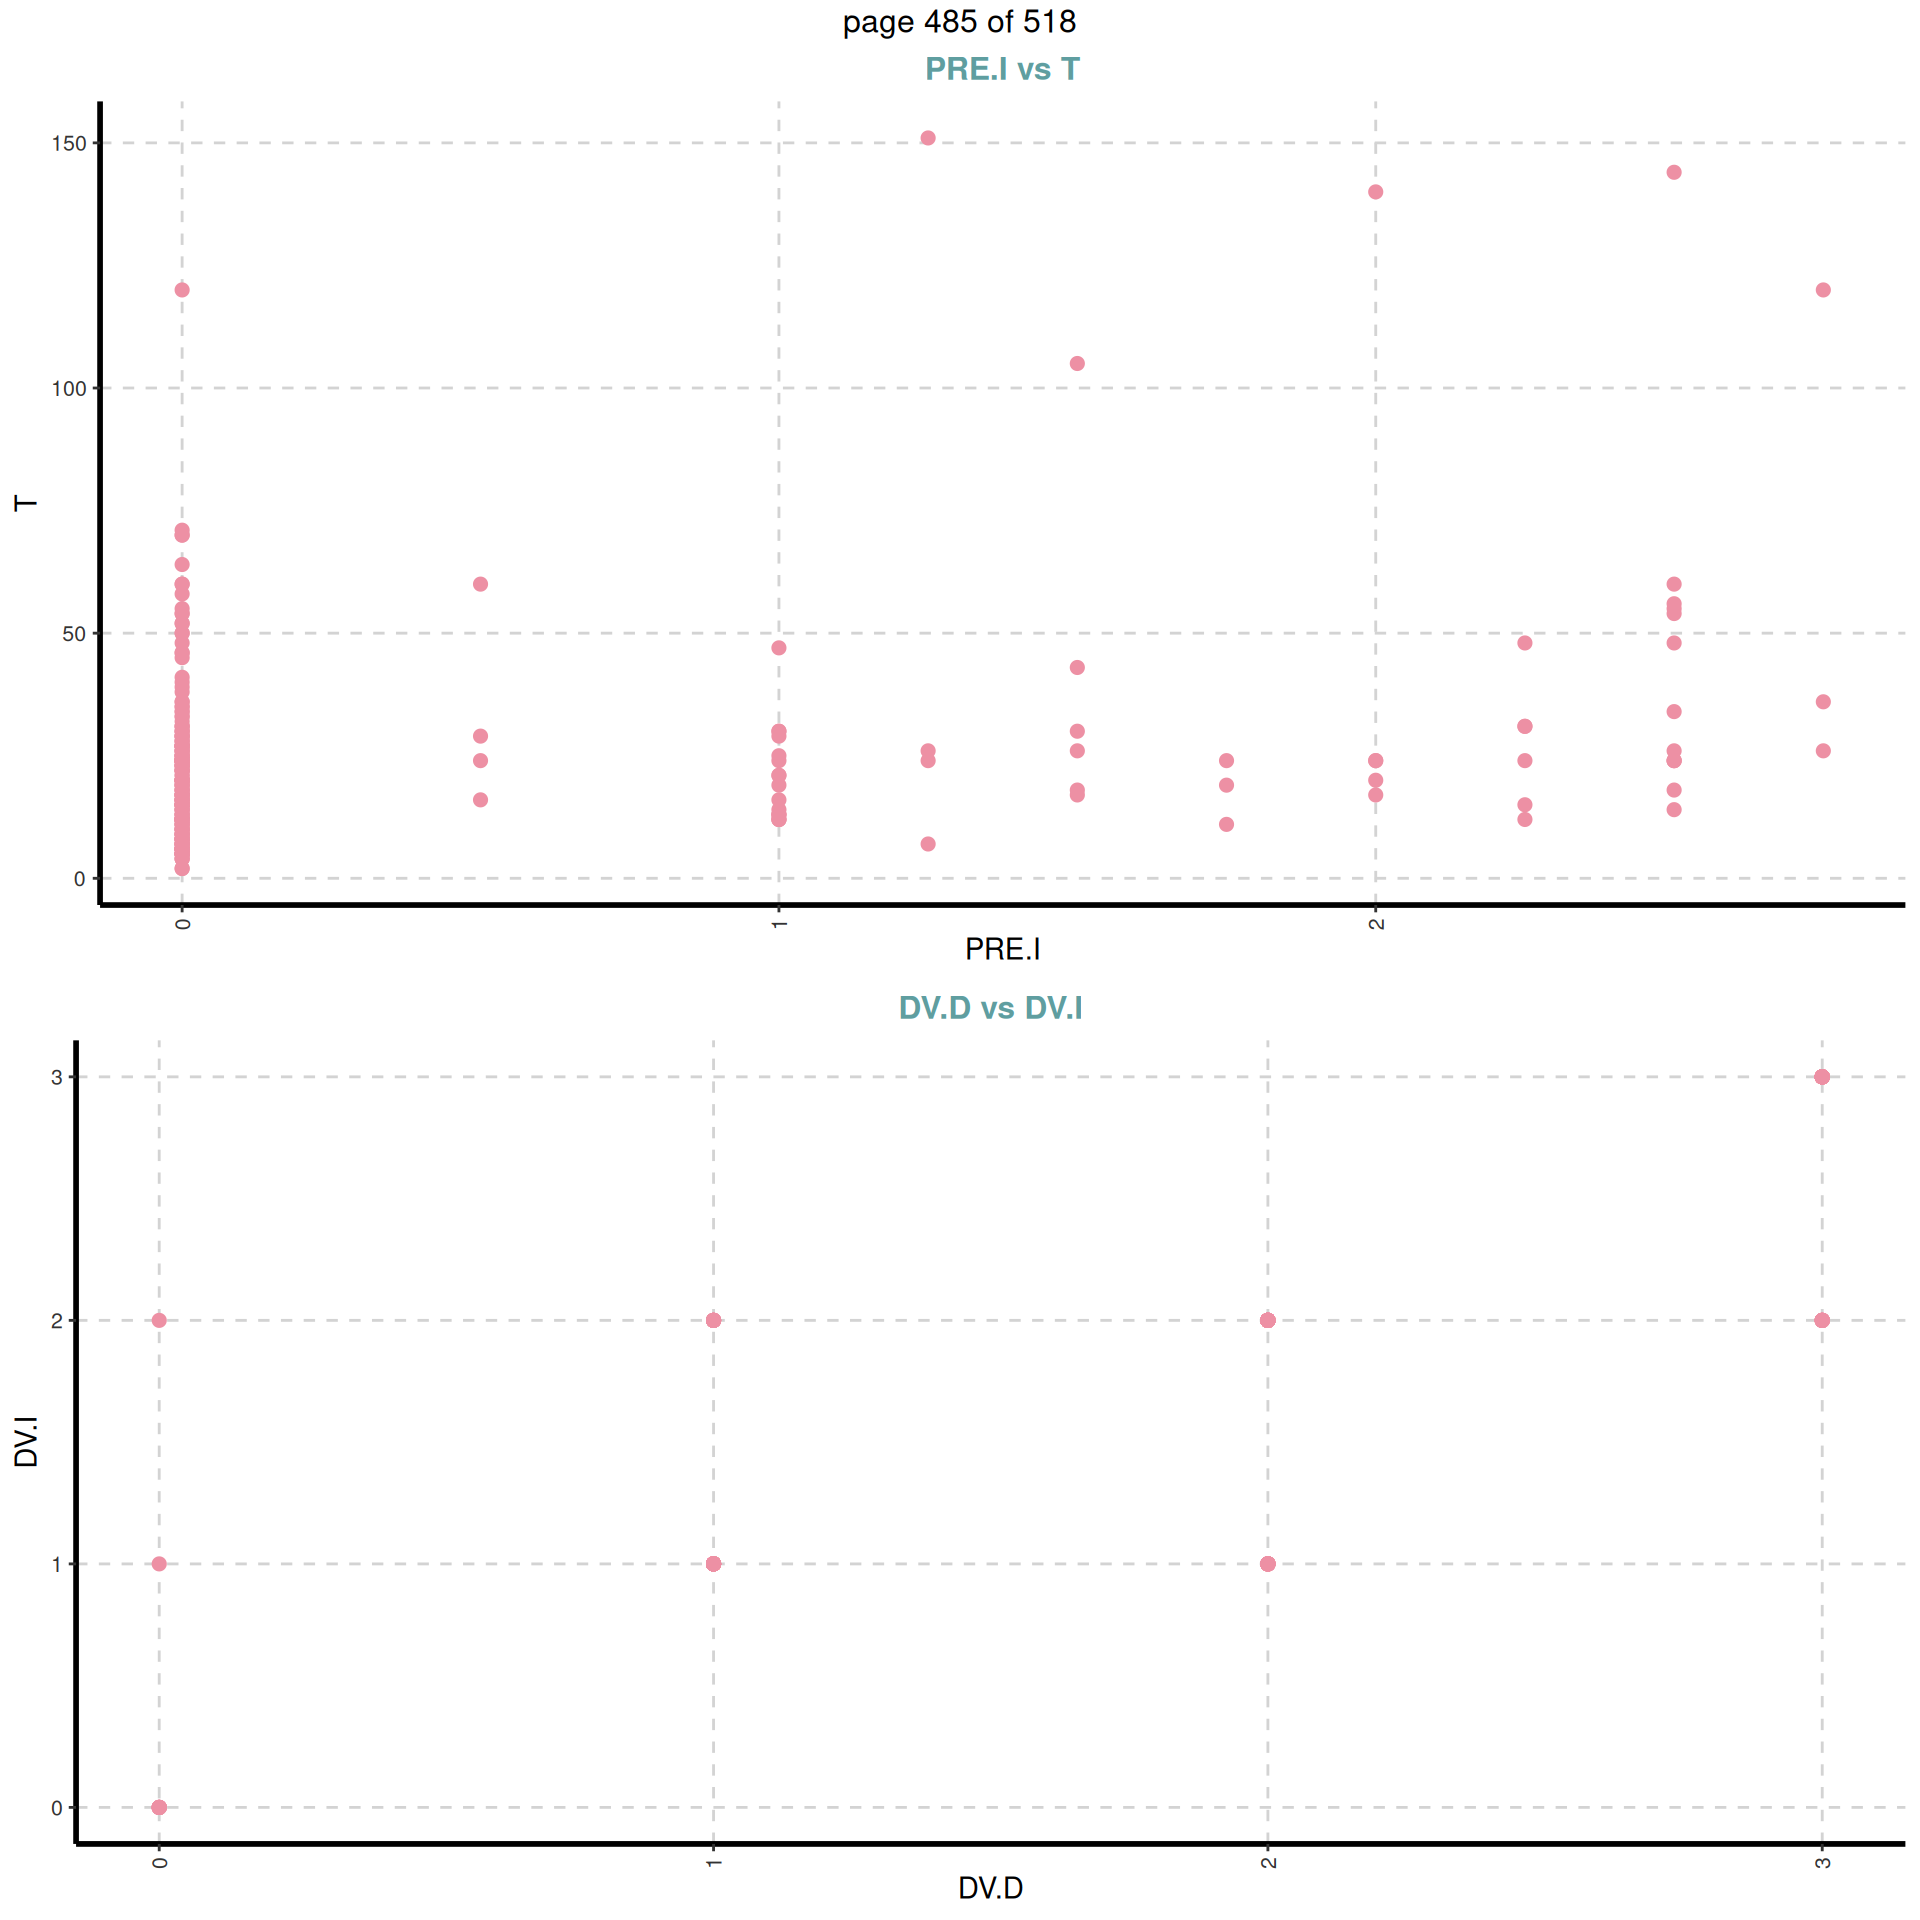 page 485 of 518
PRE.I vs T
150
100
50
0
T
0 1 2
PRE.I
DV.D vs DV.I
3
2
1
0
DV.I
0 1 2 3
DV.D